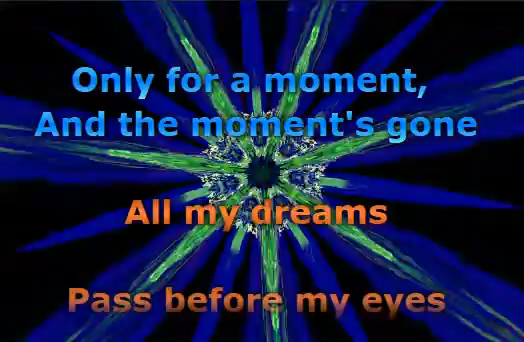 Only for a moment,
And the moment's gone
All my dreams
Pass before my eyes